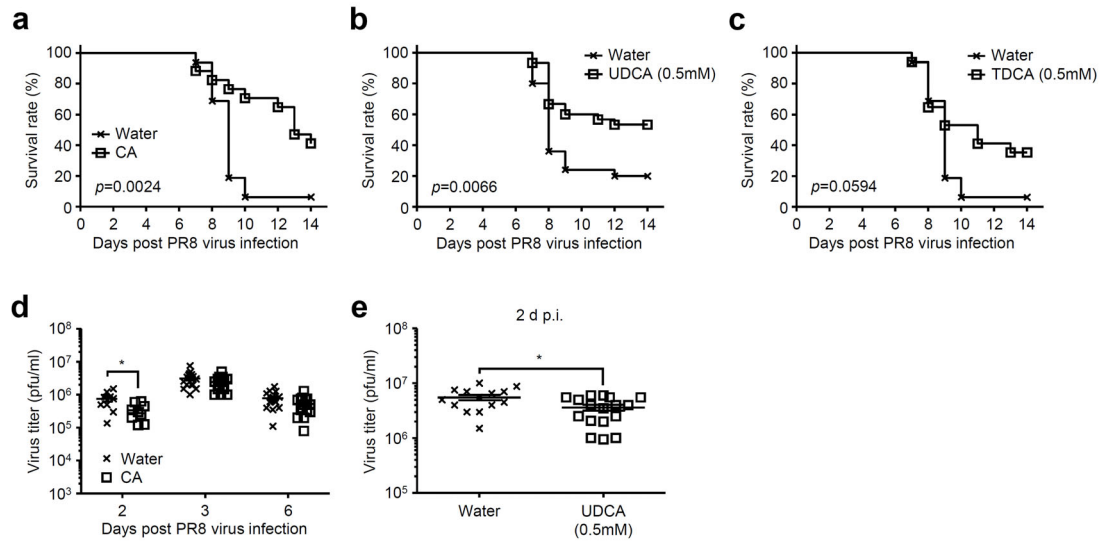 a
100
80
60
40
20
0
Survival rate (%)
Water
CA
p=0.0024
0 2 4 6 8 10 12 14
Days post PR8 virus infection
b
100
80
60
40
20
0
Survival rate (%)
Water
UDCA (0.5mM)
p=0.0066
0 2 4 6 8 10 12 14
Days post PR8 virus infection
c
100
80
60
40
20
0
Survival rate (%)
Water
TDCA (0.5mM)
p=0.0594
0 2 4 6 8 10 12 14
Days post PR8 virus infection
d
10⁸
10⁷
10⁶
10⁵
10⁴
10³
Virus titer (pfu/ml)
*
Water
CA
2 3 6
Days post PR8 virus infection
e
2 d p.i.
10⁸
10⁷
10⁶
10⁵
Virus titer (pfu/ml)
*
Water UDCA
(0.5mM)